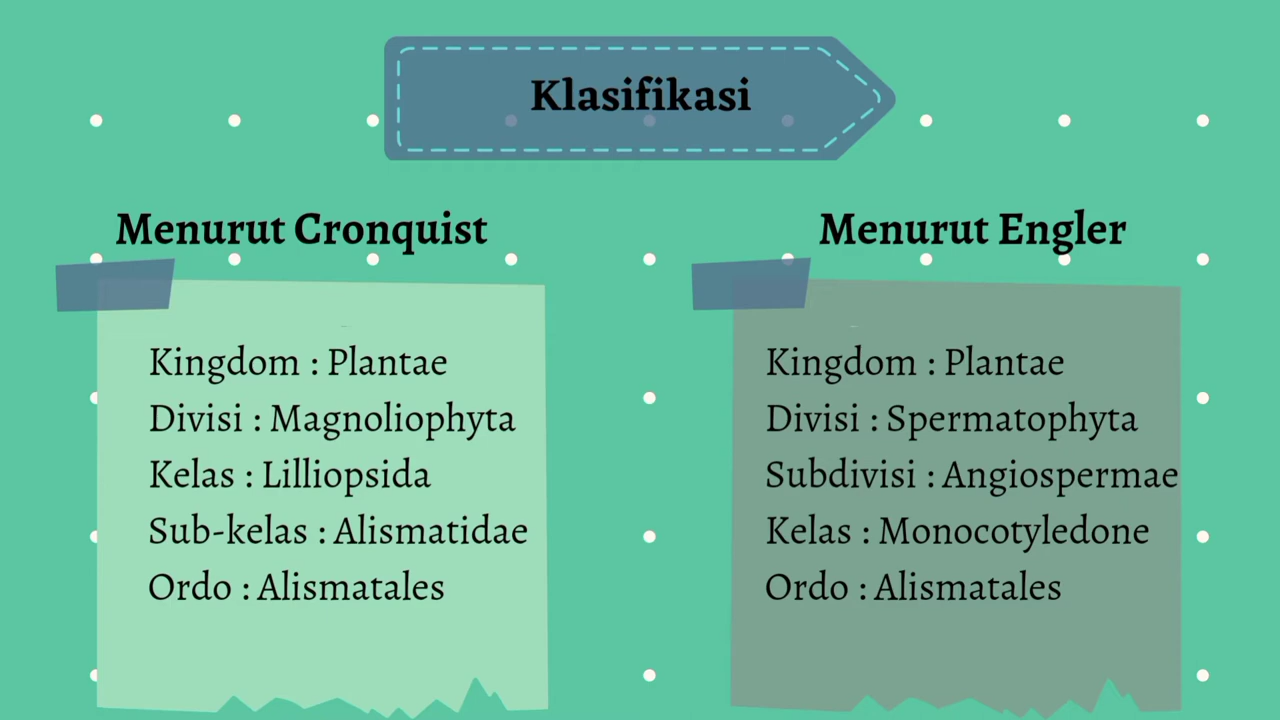 Klasifikasi
Menurut Cronquist
Kingdom : Plantae
Divisi : Magnoliophyta
Kelas : Lilliopsida
Sub-kelas : Alismatidae
Ordo : Alismatales
Menurut Engler
Kingdom : Plantae
Divisi : Spermatophyta
Subdivisi : Angiospermae
Kelas : Monocotyledone
Ordo : Alismatales